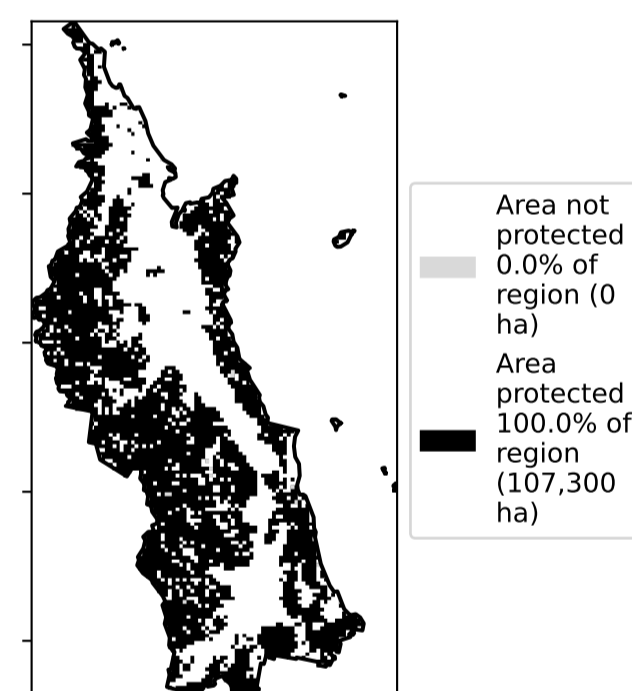 Area not
protected
0.0% of
region (0
ha)
Area
protected
100.0% of
region
(107,300
ha)